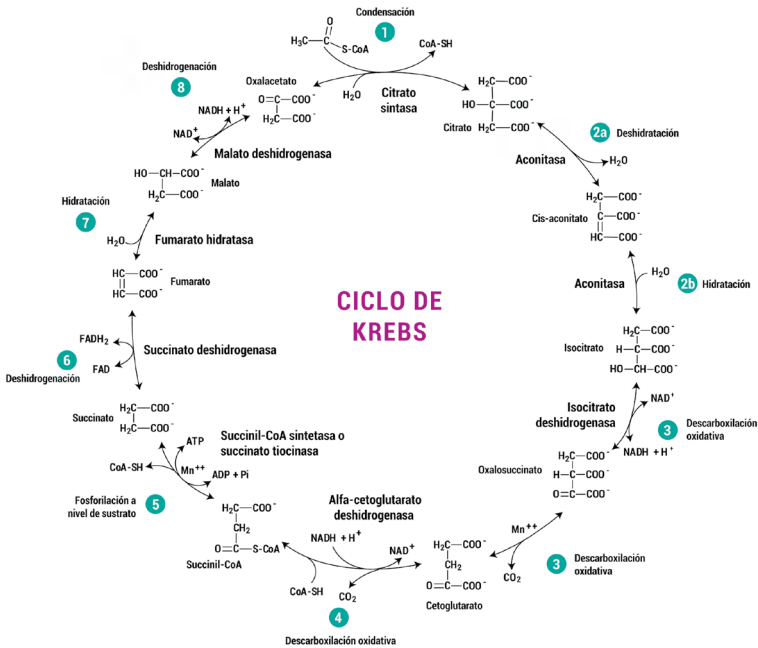 Condensación
1
O
H₃C—C
S-CoA
CoA-SH
Oxalacetato
O=C—COO⁻
H₂C—COO⁻
H₂O
Citrato
sintasa
H₂C—COO⁻
HO—C—COO⁻
H₂C—COO⁻
Citrato
2a
Deshidratación
Aconitasa
H₂O
H₂C—COO⁻
C—COO⁻
HC—COO⁻
Cis-aconitato
Aconitasa
H₂O
2b
Hidratación
H₂C—COO⁻
H—C—COO⁻
HO—CH—COO⁻
Isocitrato
Isocitrato
deshidrogenasa
NAD⁺
NADH + H⁺
3
Descarboxilación
oxidativa
Oxalosuccinato
H₂C—COO⁻
H—C—COO⁻
O=C—COO⁻
Mn⁺⁺
CO₂
3
Descarboxilación
oxidativa
H₂C—COO⁻
CH₂
O=C—COO⁻
Cetoglutarato
Alfa-cetoglutarato
deshidrogenasa
NADH + H⁺
NAD⁺
CoA-SH
CO₂
4
Descarboxilación oxidativa
H₂C—COO⁻
CH₂
O=C—S-CoA
Succinil-CoA
Succinil-CoA sintetasa o
succinato tiocinasa
ATP
Mn⁺⁺
ADP + Pi
CoA-SH
Fosforilación a
nivel de sustrato
5
Succinato
H₂C—COO⁻
H₂C—COO⁻
Succinato deshidrogenasa
FADH₂
FAD
6
Deshidrogenación
HC—COO⁻
HC—COO⁻
Fumarato
Fumarato hidratasa
H₂O
Hidratación
7
HO—CH—COO⁻
H₂C—COO⁻
Malato
Malato deshidrogenasa
NAD⁺
NADH + H⁺
Deshidrogenación
8
CICLO DE
KREBS